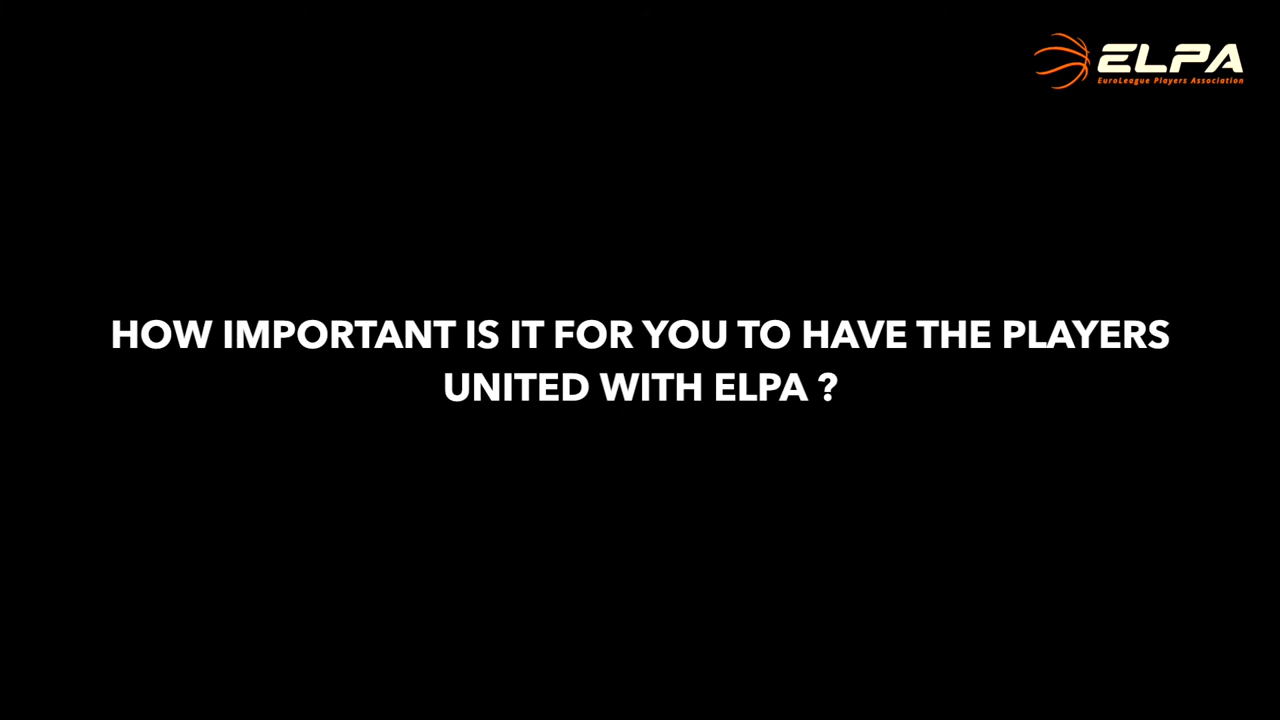 ELPA
EuroLeague Players Association
HOW IMPORTANT IS IT FOR YOU TO HAVE THE PLAYERS
UNITED WITH ELPA ?